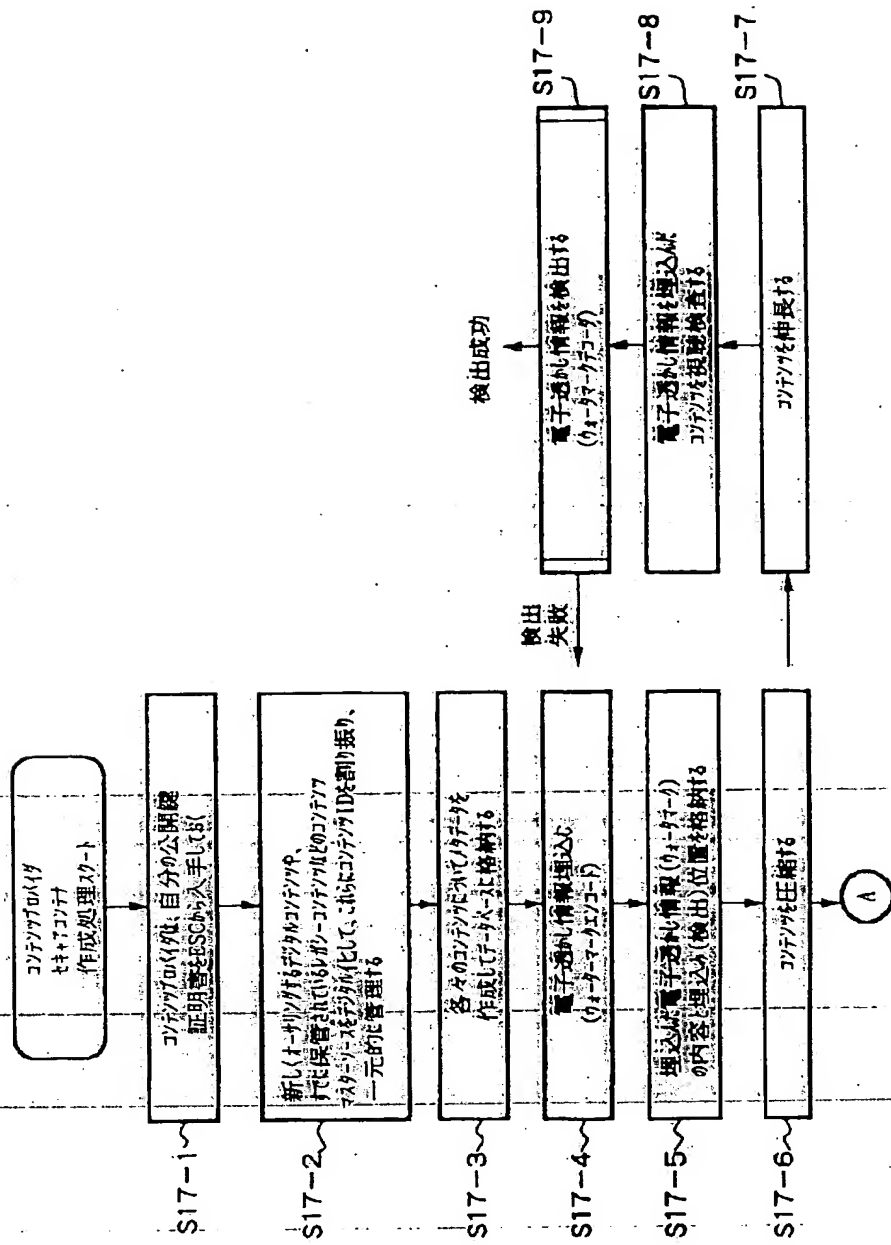 コンテンツプロバイダ
セキュアコンテナ
作成処理スタート
S17-1
コンテンツプロバイダは、自分の公開鍵
証明書をESCから入手しておく
S17-2
新しくオーサリングするデジタルコンテンツや、
すでに保管されているレガシーコンテンツなどのコンテンツ
マスターソースをデジタル化して、これらにコンテンツIDを割り振り、
一元的に管理する
S17-3
各々のコンテンツについてメタデータを
作成してデータベースに格納する
S17-4
電子透かし情報埋込む
(ウォーターマークエンコード)
S17-5
埋込んだ電子透かし情報(ウォータマーク)
の内容と埋込み(検出)位置を格納する
S17-6
コンテンツを圧縮する
A
S17-7
コンテンツを伸長する
S17-8
電子透かし情報を埋込んだ
コンテンツを視聴検査する
S17-9
電子透かし情報を検出する
(ウォータマークデコーダ)
検出成功
検出
失敗